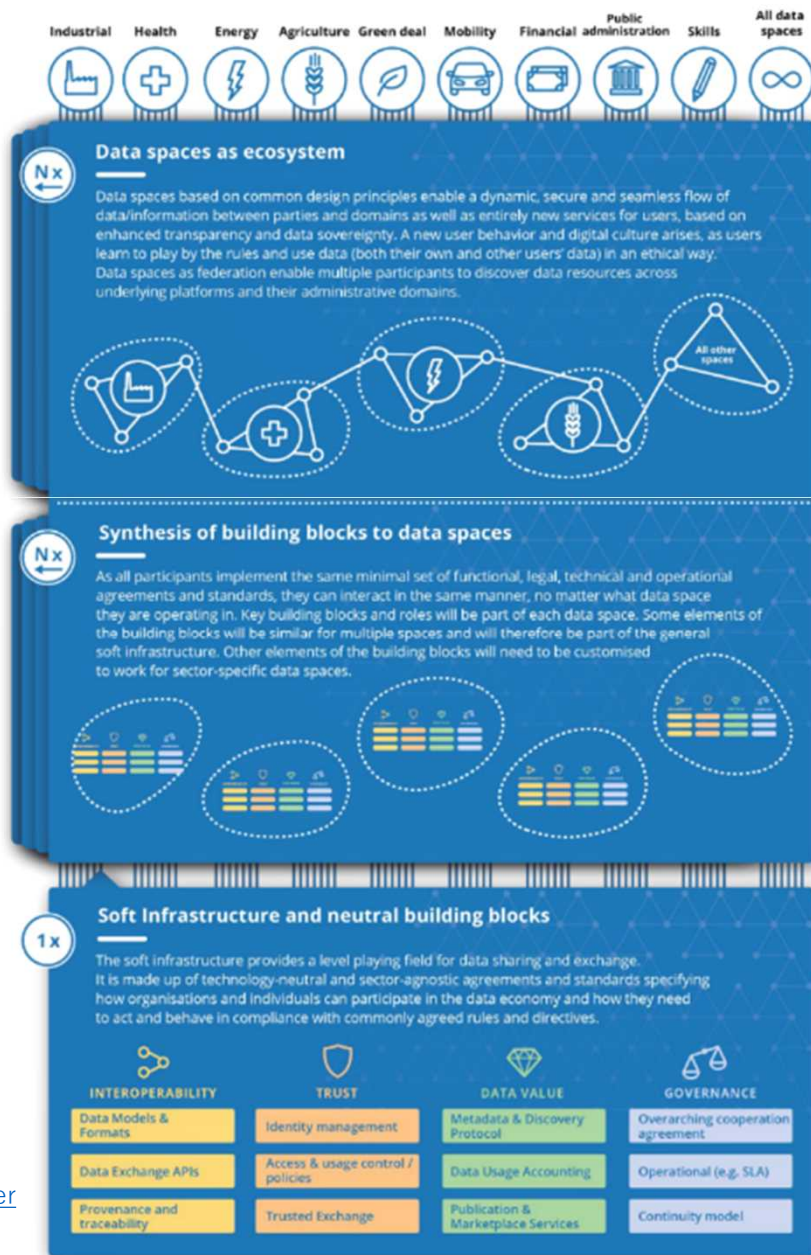 Industrial Health Energy Agriculture Green deal Mobility Financial Public administration Skills All data spaces
Nx
Data spaces as ecosystem
Data spaces based on common design principles enable a dynamic, secure and seamless flow of
data/information between parties and domains as well as entirely new services for users, based on
enhanced transparency and data sovereignty. A new user behavior and digital culture arises, as users
learn to play by the rules and use data (both their own and other users' data) in an ethical way.
Data spaces as federation enable multiple participants to discover data resources across
underlying platforms and their administrative domains.
All other
spaces
Nx
Synthesis of building blocks to data spaces
As all participants implement the same minimal set of functional, legal, technical and operational
agreements and standards, they can interact in the same manner, no matter what data space
they are operating in. Key building blocks and roles will be part of each data space. Some elements of
the building blocks will be similar for multiple spaces and will therefore be part of the general
soft infrastructure. Other elements of the building blocks will need to be customised
to work for sector-specific data spaces.
1x
Soft Infrastructure and neutral building blocks
The soft infrastructure provides a level playing field for data sharing and exchange.
It is made up of technology-neutral and sector-agnostic agreements and standards specifying
how organisations and individuals can participate in the data economy and how they need
to act and behave in compliance with commonly agreed rules and directives.
INTEROPERABILITY TRUST DATA VALUE GOVERNANCE
Data Models &
Formats
Identity management
Metadata & Discovery
Protocol
Overarching cooperation
agreement
Data Exchange APIs
Access & usage control /
policies
Data Usage Accounting
Operational (e.g. SLA)
Provenance and
traceability
Trusted Exchange
Publication &
Marketplace Services
Continuity model
er